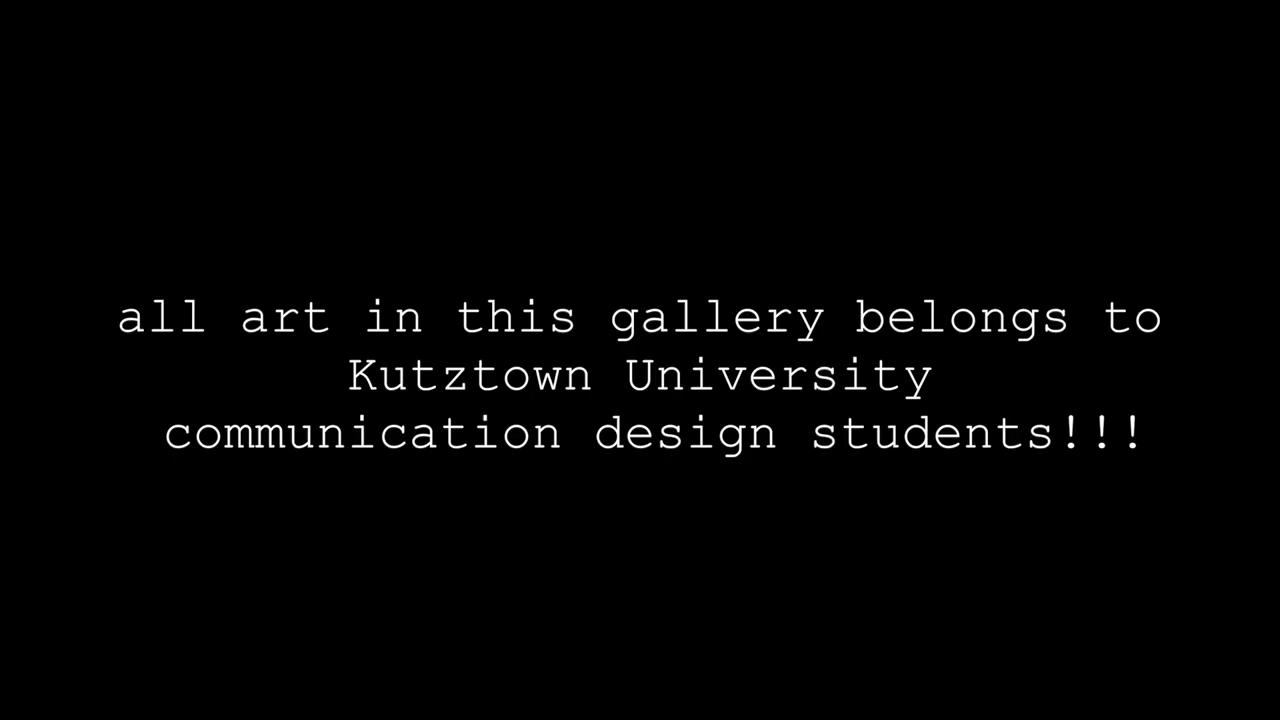 all art in this gallery belongs to
Kutztown University
communication design students!!!